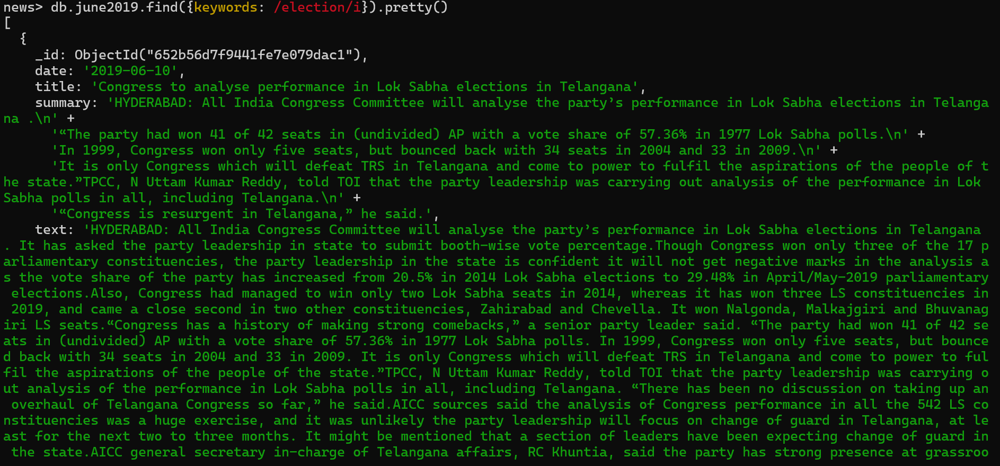 news> db.june2019.find({keywords: /election/i}).pretty()
[
  {
    _id: ObjectId("652b56d7f9441fe7e079dac1"),
    date: '2019-06-10',
    title: 'Congress to analyse performance in Lok Sabha elections in Telangana',
    summary: 'HYDERABAD: All India Congress Committee will analyse the party’s performance in Lok Sabha elections in Telanga
na .\n' +
      '“The party had won 41 of 42 seats in (undivided) AP with a vote share of 57.36% in 1977 Lok Sabha polls.\n' +
      'In 1999, Congress won only five seats, but bounced back with 34 seats in 2004 and 33 in 2009.\n' +
      'It is only Congress which will defeat TRS in Telangana and come to power to fulfil the aspirations of the people of t
he state.”TPCC, N Uttam Kumar Reddy, told TOI that the party leadership was carrying out analysis of the performance in Lok
Sabha polls in all, including Telangana.\n' +
      '“Congress is resurgent in Telangana,” he said.',
    text: 'HYDERABAD: All India Congress Committee will analyse the party’s performance in Lok Sabha elections in Telangana
. It has asked the party leadership in state to submit booth-wise vote percentage.Though Congress won only three of the 17 p
arliamentary constituencies, the party leadership in the state is confident it will not get negative marks in the analysis a
s the vote share of the party has increased from 20.5% in 2014 Lok Sabha elections to 29.48% in April/May-2019 parliamentary
 elections.Also, Congress had managed to win only two Lok Sabha seats in 2014, whereas it has won three LS constituencies in
 2019, and came a close second in two other constituencies, Zahirabad and Chevella. It won Nalgonda, Malkajgiri and Bhuvanag
iri LS seats.“Congress has a history of making strong comebacks,” a senior party leader said. “The party had won 41 of 42 se
ats in (undivided) AP with a vote share of 57.36% in 1977 Lok Sabha polls. In 1999, Congress won only five seats, but bounce
d back with 34 seats in 2004 and 33 in 2009. It is only Congress which will defeat TRS in Telangana and come to power to ful
fil the aspirations of the people of the state.”TPCC, N Uttam Kumar Reddy, told TOI that the party leadership was carrying o
ut analysis of the performance in Lok Sabha polls in all, including Telangana. “There has been no discussion on taking up an
 overhaul of Telangana Congress so far,” he said.AICC sources said the analysis of Congress performance in all the 542 LS co
nstituencies was a huge exercise, and it was unlikely the party leadership will focus on change of guard in Telangana, at le
ast for the next two to three months. It might be mentioned that a section of leaders have been expecting change of guard in
 the state.AICC general secretary in-charge of Telangana affairs, RC Khuntia, said the party has strong presence at grassroo